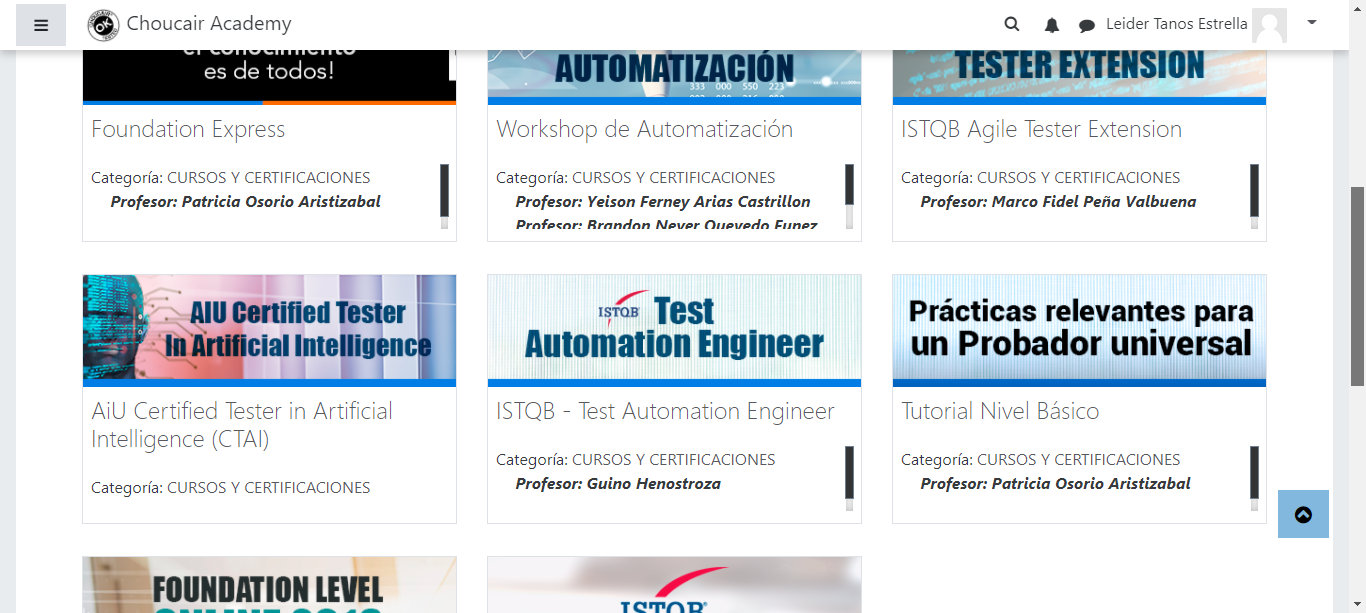 Choucair Academy
Leider Tanos Estrella
el conocimiento
es de todos!
AUTOMATIZACIÓN
333 000 550 223
TESTER EXTENSION
Foundation Express
Categoría: CURSOS Y CERTIFICACIONES
Profesor: Patricia Osorio Aristizabal
Workshop de Automatización
Categoría: CURSOS Y CERTIFICACIONES
Profesor: Yeison Ferney Arias Castrillon
Profesor: Brandon Never Quevedo Funez
ISTQB Agile Tester Extension
Categoría: CURSOS Y CERTIFICACIONES
Profesor: Marco Fidel Peña Valbuena
AIU Certified Tester
In Artificial Intelligence
AiU Certified Tester in Artificial
Intelligence (CTAI)
Categoría: CURSOS Y CERTIFICACIONES
ISTQB Test
Automation Engineer
ISTQB - Test Automation Engineer
Categoría: CURSOS Y CERTIFICACIONES
Profesor: Guino Henostroza
Prácticas relevantes para
un Probador universal
Tutorial Nivel Básico
Categoría: CURSOS Y CERTIFICACIONES
Profesor: Patricia Osorio Aristizabal
FOUNDATION LEVEL
ISTQB